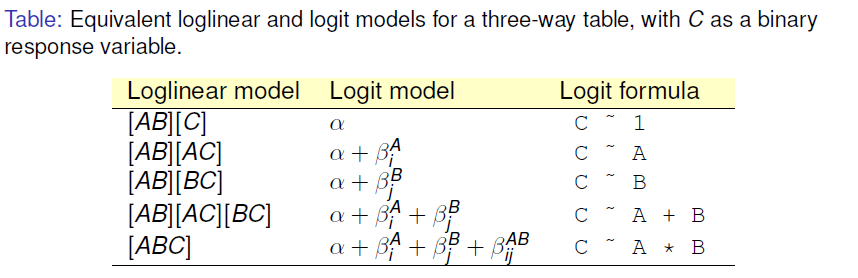 Table: Equivalent loglinear and logit models for a three-way table, with C as a binary
response variable.
Loglinear model Logit model Logit formula
[AB][C] α C ~ 1
[AB][AC] α + β_i^A C ~ A
[AB][BC] α + β_j^B C ~ B
[AB][AC][BC] α + β_i^A + β_j^B C ~ A + B
[ABC] α + β_i^A + β_j^B + β_ij^AB C ~ A * B